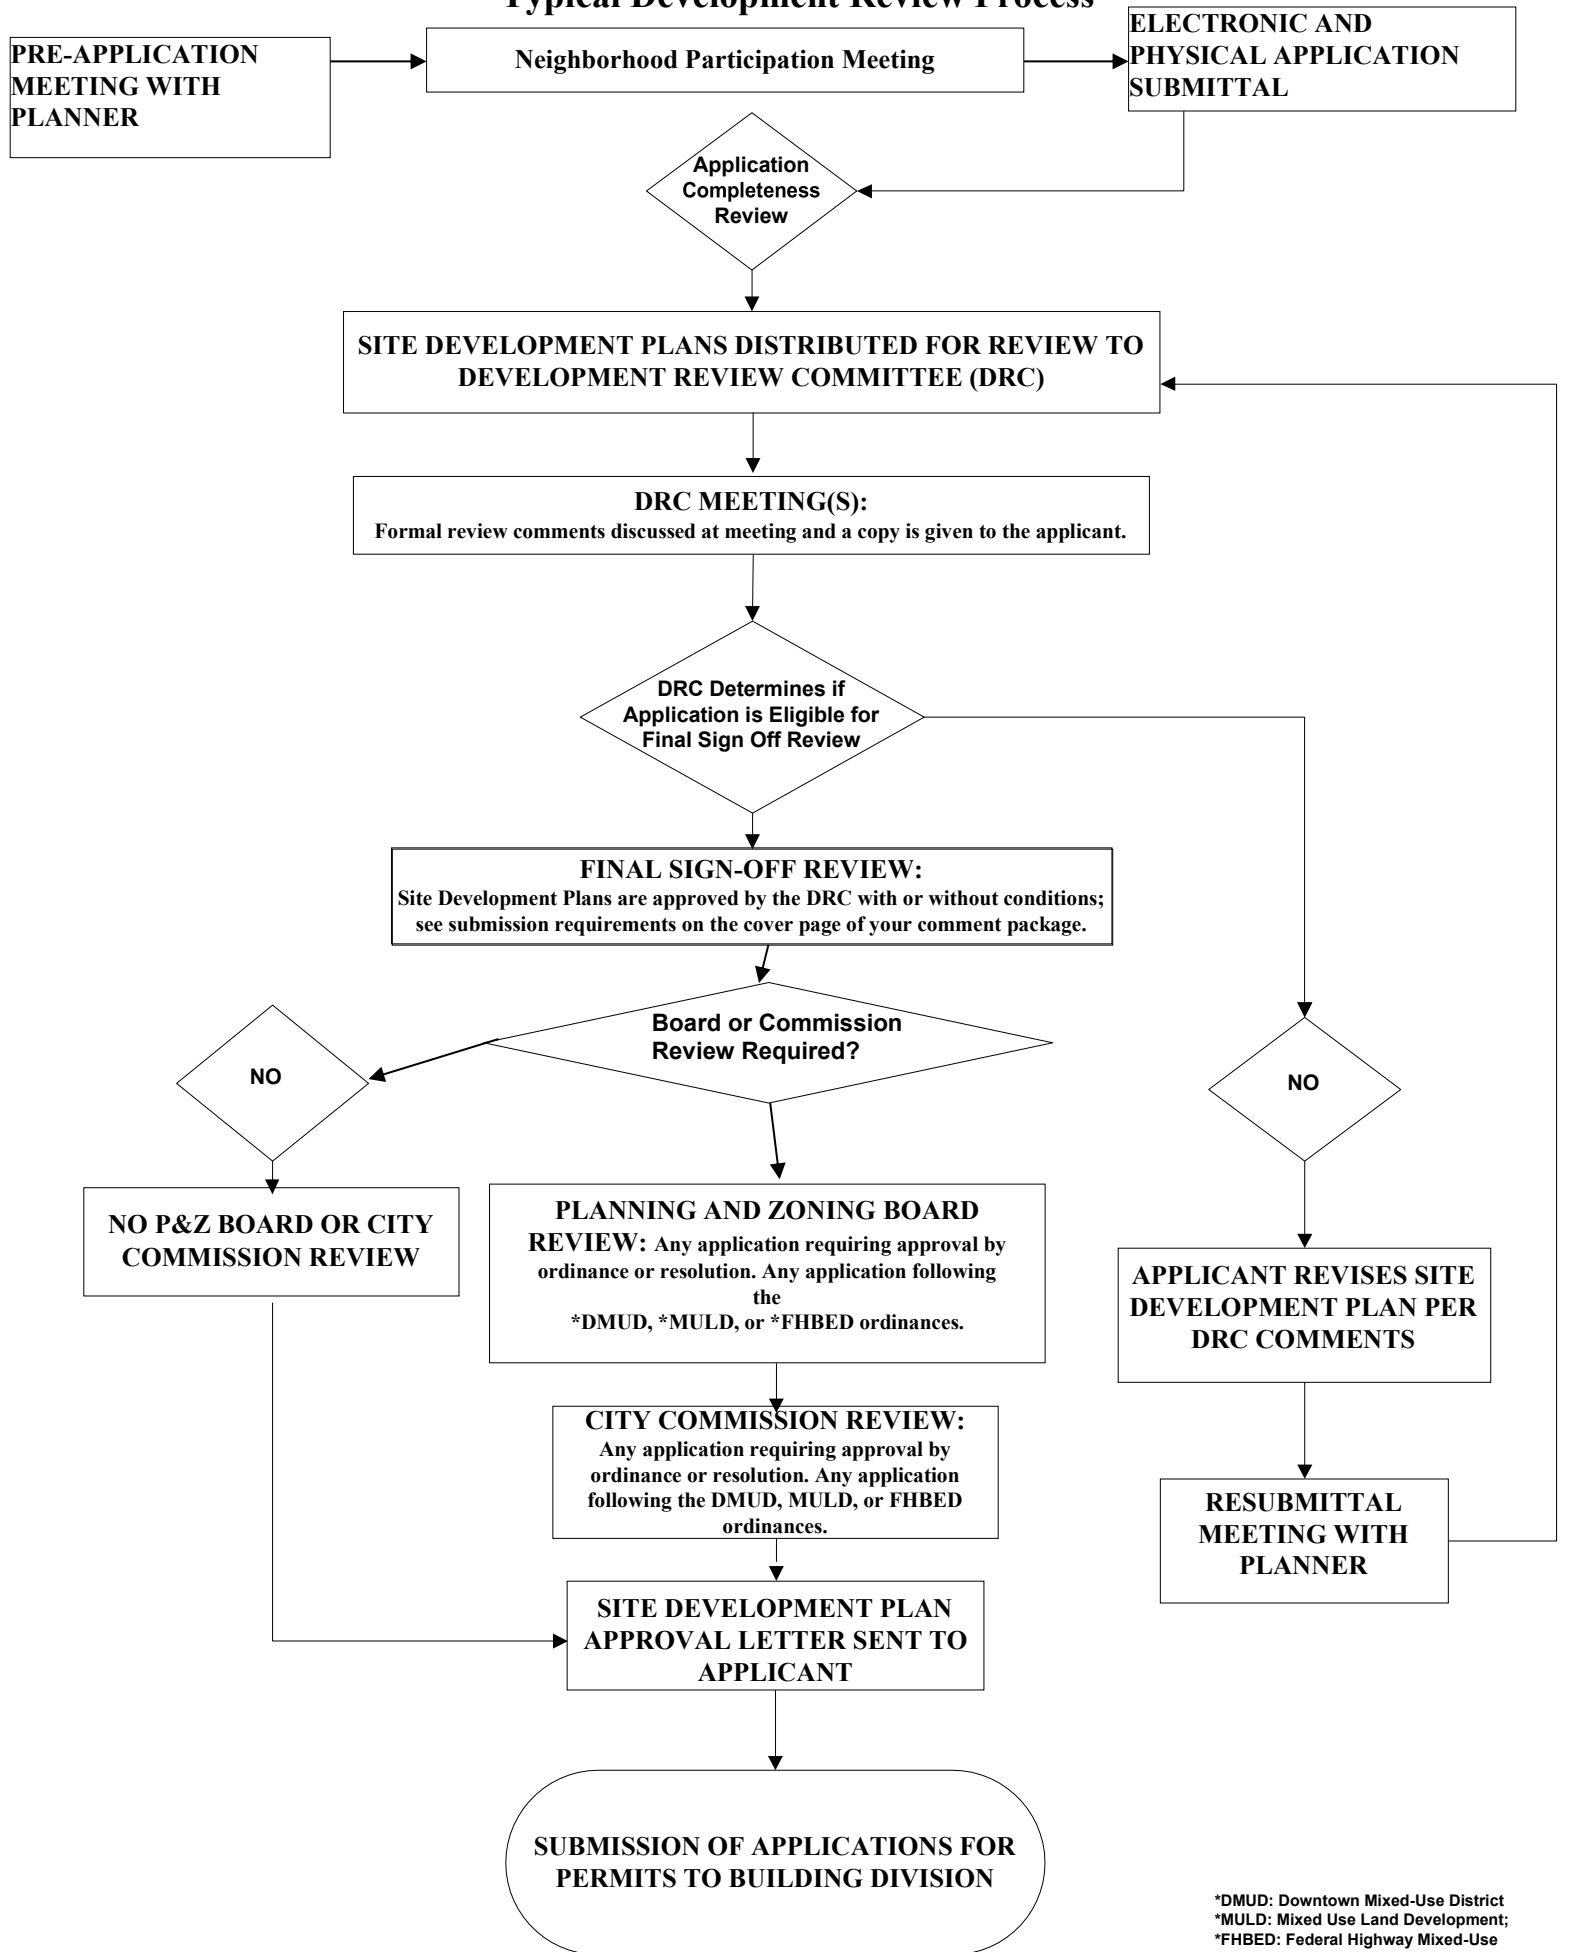 Typical Development Review Process
PRE-APPLICATION
MEETING WITH
PLANNER
Neighborhood Participation Meeting
ELECTRONIC AND
PHYSICAL APPLICATION
SUBMITTAL
Application
Completeness
Review
SITE DEVELOPMENT PLANS DISTRIBUTED FOR REVIEW TO
DEVELOPMENT REVIEW COMMITTEE (DRC)
DRC MEETING(S):
Formal review comments discussed at meeting and a copy is given to the applicant.
DRC Determines if
Application is Eligible for
Final Sign Off Review
FINAL SIGN-OFF REVIEW:
Site Development Plans are approved by the DRC with or without conditions;
see submission requirements on the cover page of your comment package.
Board or Commission
Review Required?
NO
NO
NO P&Z BOARD OR CITY
COMMISSION REVIEW
PLANNING AND ZONING BOARD
REVIEW: Any application requiring approval by
ordinance or resolution. Any application following
the
*DMUD, *MULD, or *FHBED ordinances.
APPLICANT REVISES SITE
DEVELOPMENT PLAN PER
DRC COMMENTS
CITY COMMISSION REVIEW:
Any application requiring approval by
ordinance or resolution. Any application
following the DMUD, MULD, or FHBED
ordinances.
RESUBMITTAL
MEETING WITH
PLANNER
SITE DEVELOPMENT PLAN
APPROVAL LETTER SENT TO
APPLICANT
SUBMISSION OF APPLICATIONS FOR
PERMITS TO BUILDING DIVISION
*DMUD: Downtown Mixed-Use District
*MULD: Mixed Use Land Development;
*FHBED: Federal Highway Mixed-Use